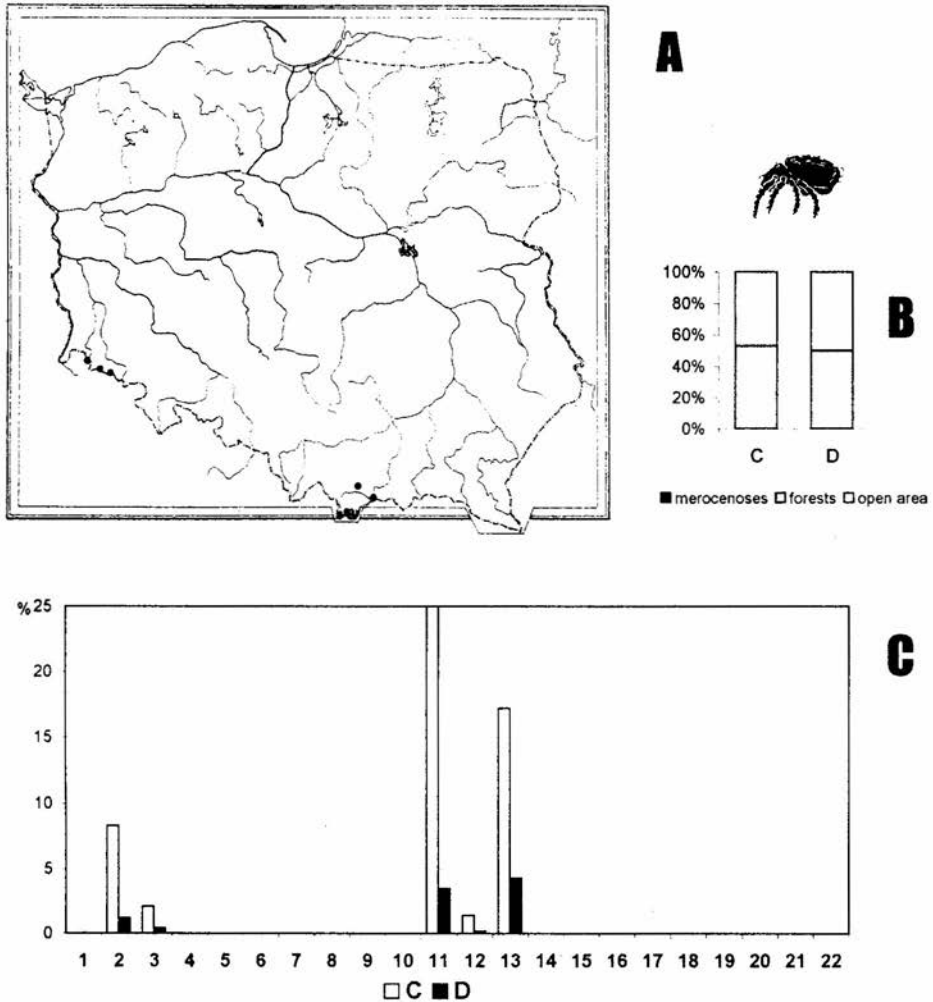 A
100%
80%
60%
40%
20%
0%
B
C D
■ merocenoses □ forests □ open area
% 25
20
15
10
5
0
C
1 2 3 4 5 6 7 8 9 10 11 12 13 14 15 16 17 18 19 20 21 22
□ C ■ D